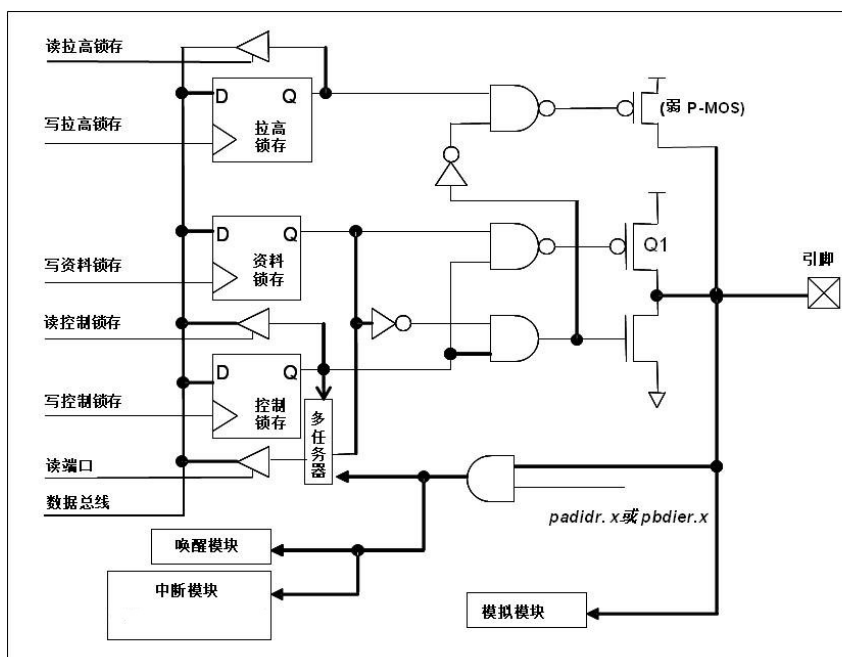 读拉高锁存
D Q
(弱 P-MOS)
写拉高锁存
拉高
锁存
D Q
Q1
写资料锁存
资料
锁存
引脚
读控制锁存
D Q
写控制锁存
控制
锁存
多任务器
读端口
数据总线
padidr.x或pbdier.x
唤醒模块
中断模块
模拟模块